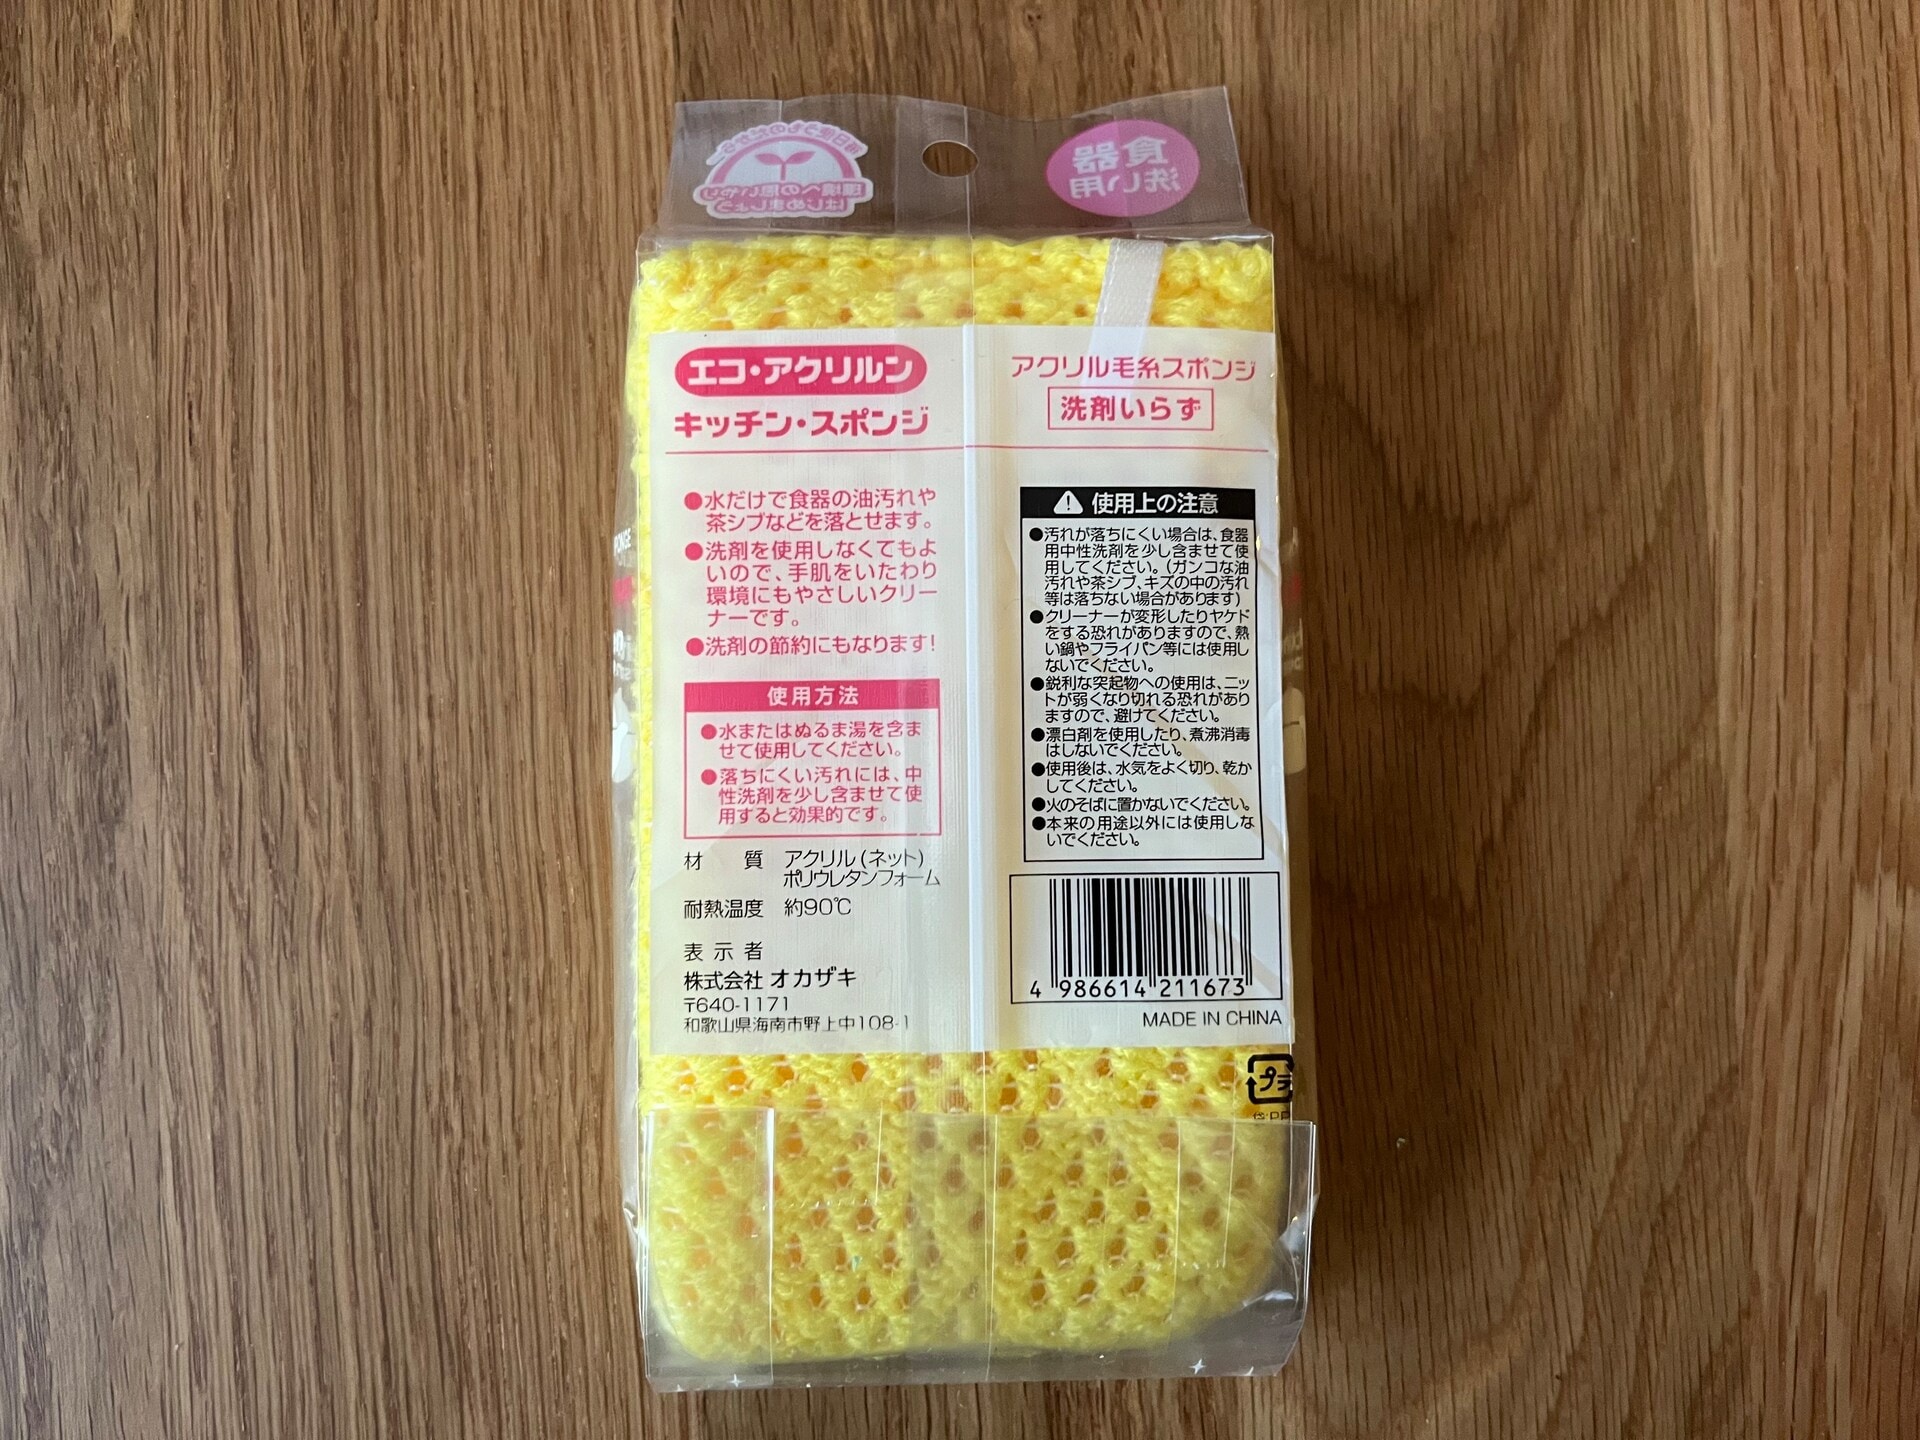 食器
洗い用
環境への思いやり
はじめましょう
エコ・アクリルン
キッチン・スポンジ
アクリル毛糸スポンジ
洗剤いらず
●水だけで食器の油汚れや
茶シブなどを落とせます。
●洗剤を使用しなくてもよ
いので、手肌をいたわり
環境にもやさしいクリー
ナーです。
●洗剤の節約にもなります!
使用方法
●水またはぬるま湯を含ま
せて使用してください。
●落ちにくい汚れには、中
性洗剤を少し含ませて使
用すると効果的です。
材 質 アクリル(ネット)
ポリウレタンフォーム
耐熱温度 約90℃
表示者
株式会社 オカザキ
〒640-1171
和歌山県海南市野上中108-1
使用上の注意
●汚れが落ちにくい場合は、食器
用中性洗剤を少し含ませて使
用してください。(ガンコな油
汚れや茶シブ、キズの中の汚れ
等は落ちない場合があります)
●クリーナーが変形したりヤケド
をする恐れがありますので、熱
い鍋やフライパン等には使用し
ないでください。
●鋭利な突起物への使用は、ニッ
トが弱くなり切れる恐れがあり
ますので、避けてください。
●漂白剤を使用したり、煮沸消毒
はしないでください。
●使用後は、水気をよく切り、乾か
してください。
●火のそばに置かないでください。
●本来の用途以外には使用しな
いでください。
4 986614 211673
MADE IN CHINA
プラ